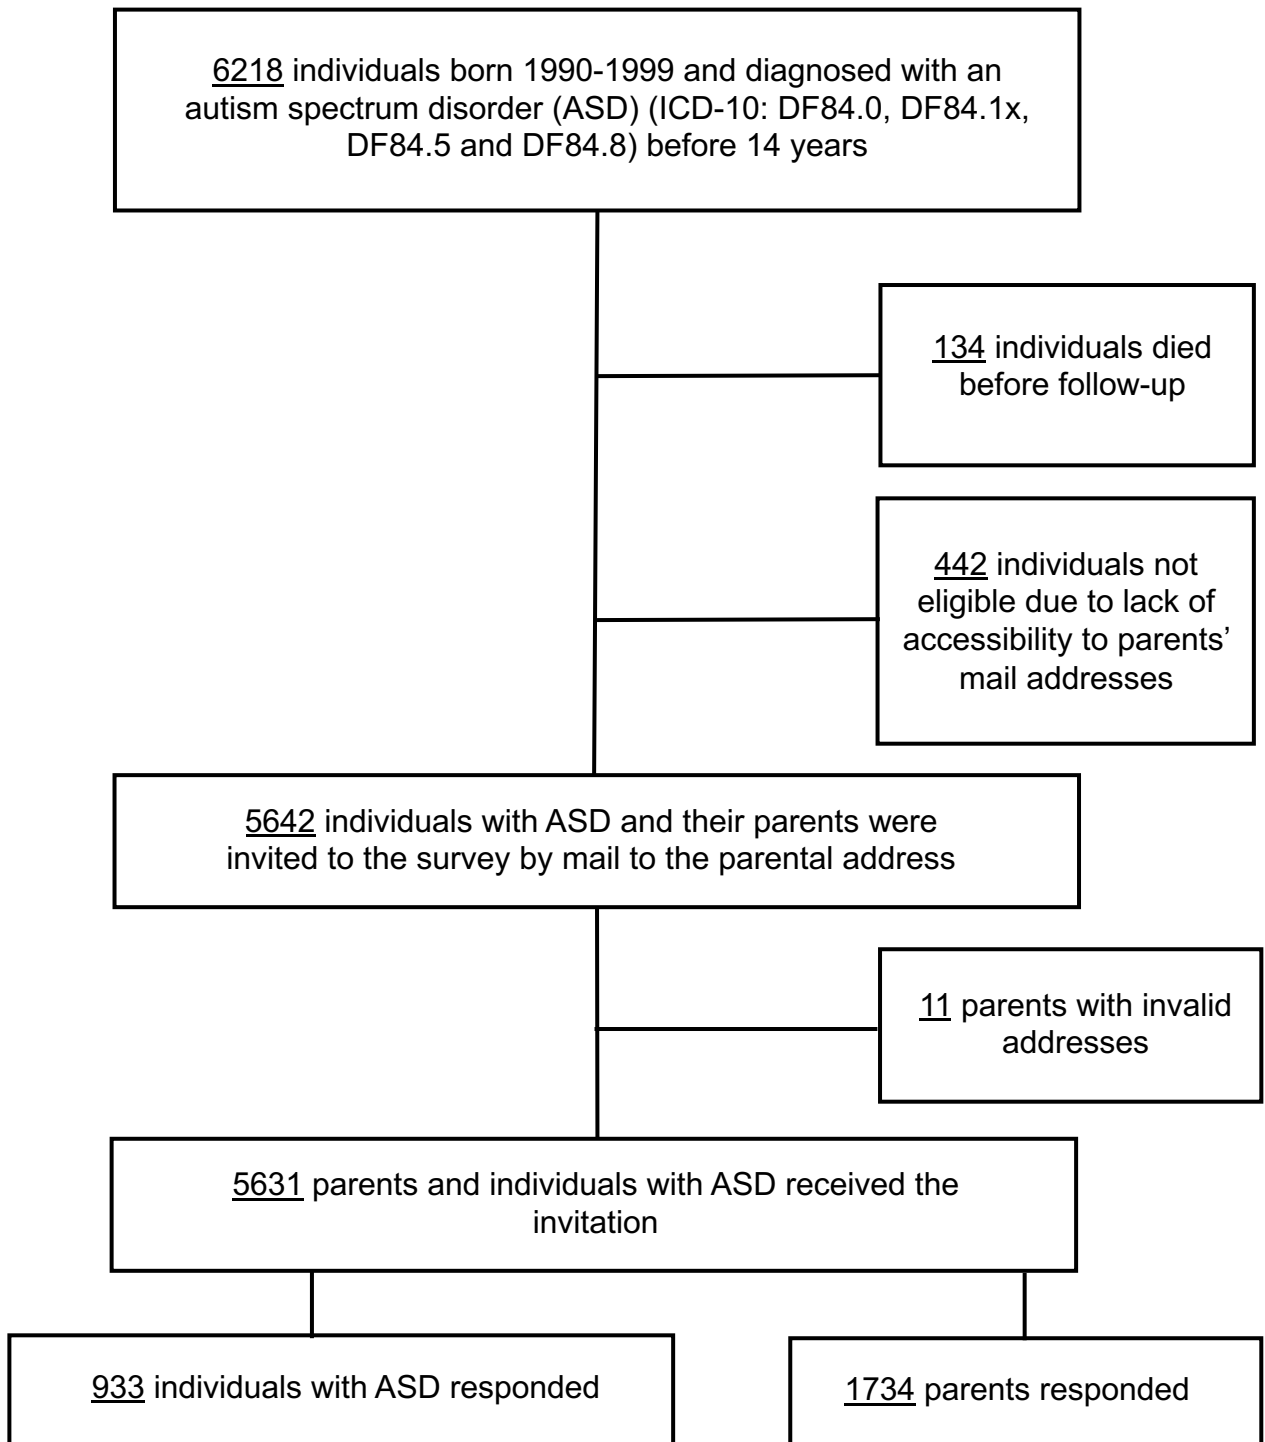 6218 individuals born 1990-1999 and diagnosed with an
autism spectrum disorder (ASD) (ICD-10: DF84.0, DF84.1x,
DF84.5 and DF84.8) before 14 years
134 individuals died
before follow-up
442 individuals not
eligible due to lack of
accessibility to parents’
mail addresses
5642 individuals with ASD and their parents were
invited to the survey by mail to the parental address
11 parents with invalid
addresses
5631 parents and individuals with ASD received the
invitation
933 individuals with ASD responded
1734 parents responded